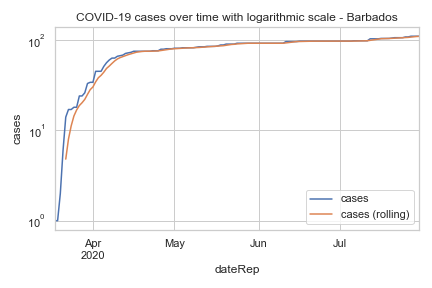 COVID-19 cases over time with logarithmic scale - Barbados
10²
10¹
10⁰
cases
Apr
2020
May
Jun
Jul
dateRep
cases
cases (rolling)